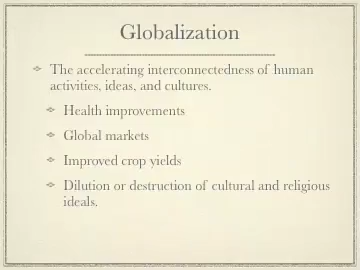 Globalization
The accelerating interconnectedness of human
activities, ideas, and cultures.
Health improvements
Global markets
Improved crop yields
Dilution or destruction of cultural and religious
ideals.